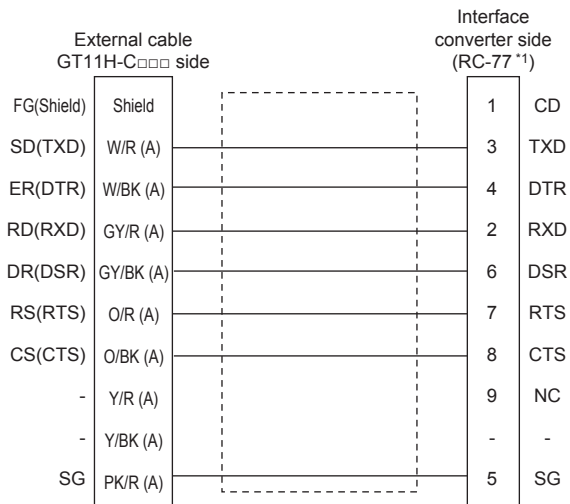 External cable
GT11H-C□□□ side
Interface
converter side
(RC-77 *1)
FG(Shield) Shield 1 CD
SD(TXD) W/R (A) 3 TXD
ER(DTR) W/BK (A) 4 DTR
RD(RXD) GY/R (A) 2 RXD
DR(DSR) GY/BK (A) 6 DSR
RS(RTS) O/R (A) 7 RTS
CS(CTS) O/BK (A) 8 CTS
- Y/R (A) 9 NC
- Y/BK (A) - -
SG PK/R (A) 5 SG